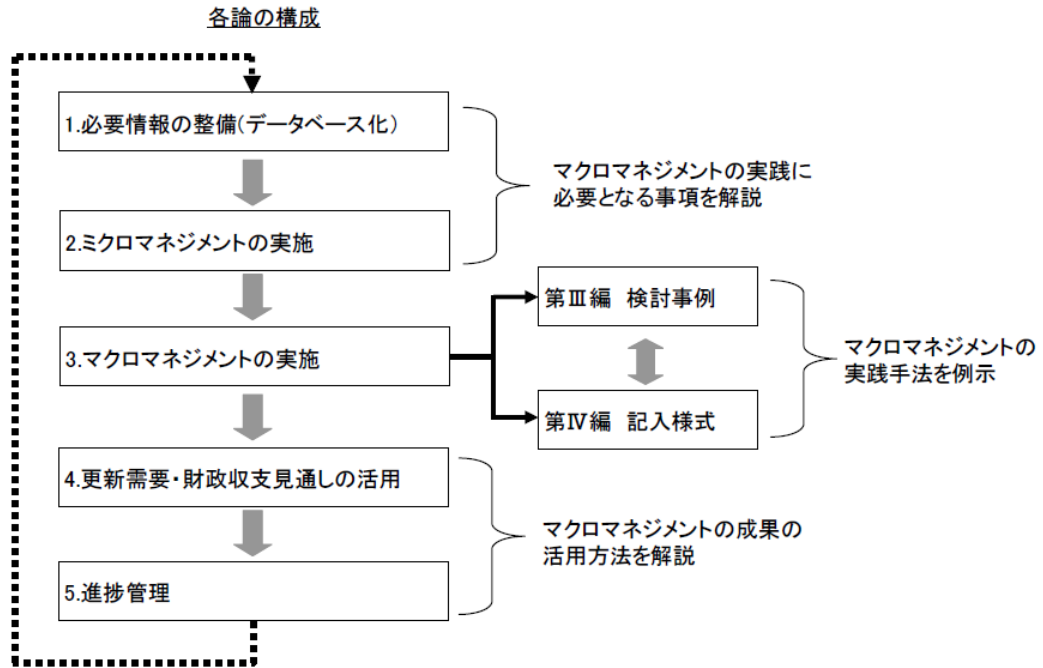 各論の構成
1.必要情報の整備(データベース化)
2.ミクロマネジメントの実施
マクロマネジメントの実践に
必要となる事項を解説
3.マクロマネジメントの実施
第Ⅲ編 検討事例
第Ⅳ編 記入様式
マクロマネジメントの
実践手法を例示
4.更新需要・財政収支見通しの活用
5.進捗管理
マクロマネジメントの成果の
活用方法を解説